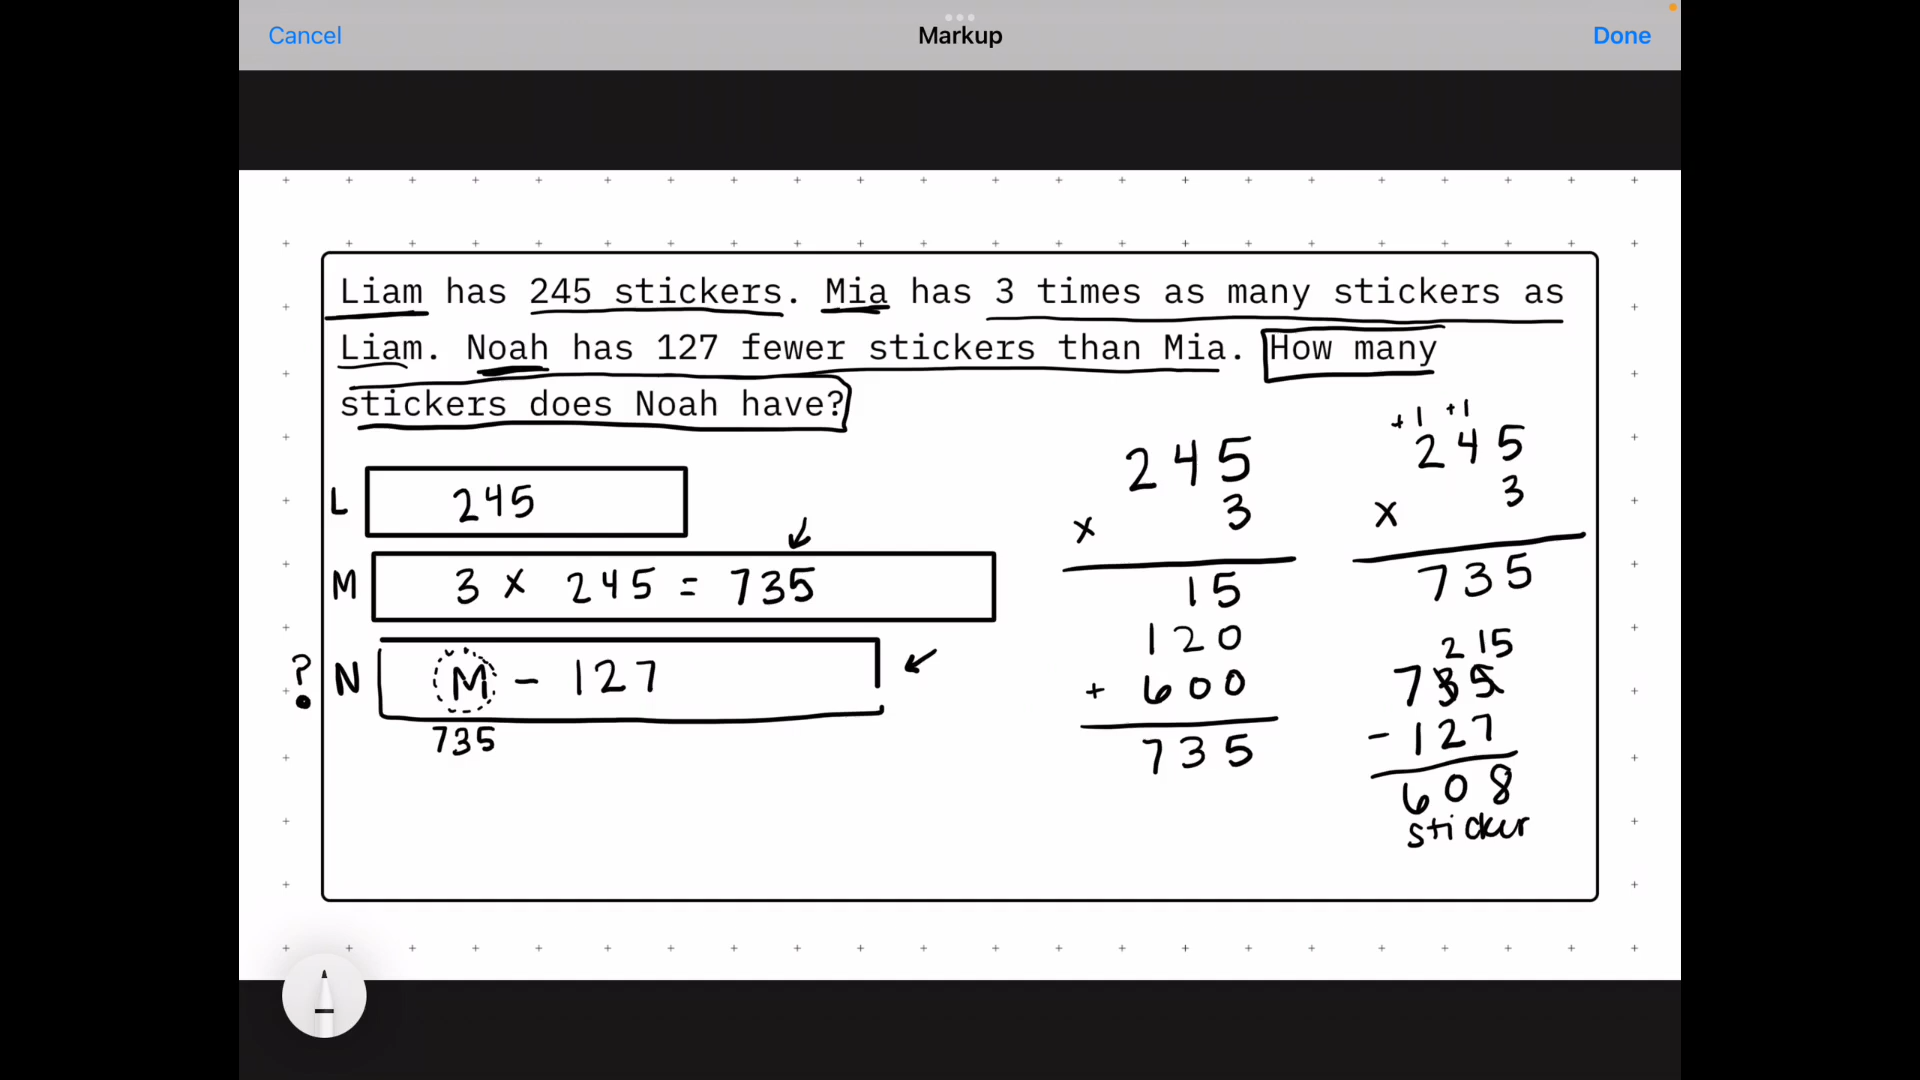 Cancel
Markup
Done
Liam has 245 stickers. Mia has 3 times as many stickers as
Liam. Noah has 127 fewer stickers than Mia. How many
stickers does Noah have?
L 245
M 3 x 245 = 735
? N M - 127
735
245
x 3
15
120
+ 600
735
+1 +1
245
x 3
735
2 15
735
- 127
608
sticker